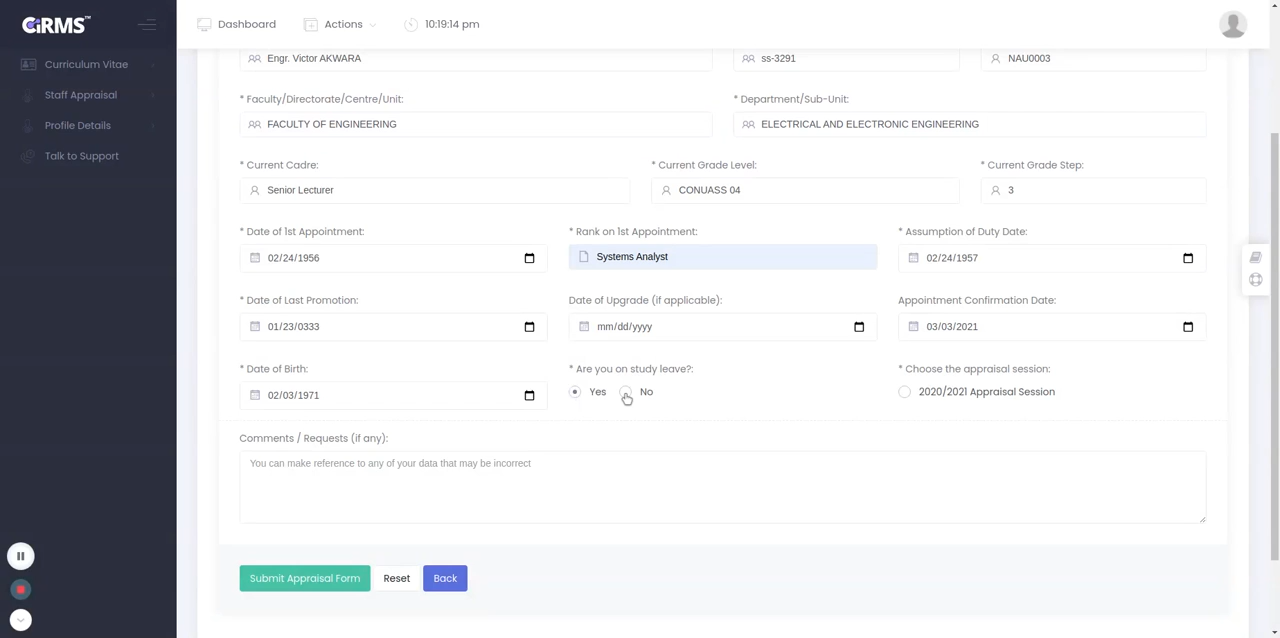 CiRMS™
Dashboard Actions 10:19:14 pm
Curriculum Vitae
Staff Appraisal
Profile Details
Talk to Support
Engr. Victor AKWARA ss-3291 NAU0003
* Faculty/Directorate/Centre/Unit: * Department/Sub-Unit:
FACULTY OF ENGINEERING ELECTRICAL AND ELECTRONIC ENGINEERING
* Current Cadre: * Current Grade Level: * Current Grade Step:
Senior Lecturer CONUASS 04 3
* Date of 1st Appointment: * Rank on 1st Appointment: * Assumption of Duty Date:
02/24/1956 Systems Analyst 02/24/1957
* Date of Last Promotion: Date of Upgrade (if applicable): Appointment Confirmation Date:
01/23/0333 mm/dd/yyyy 03/03/2021
* Date of Birth: * Are you on study leave?: * Choose the appraisal session:
02/03/1971 Yes No 2020/2021 Appraisal Session
Comments / Requests (if any):
You can make reference to any of your data that may be incorrect
Submit Appraisal Form Reset Back